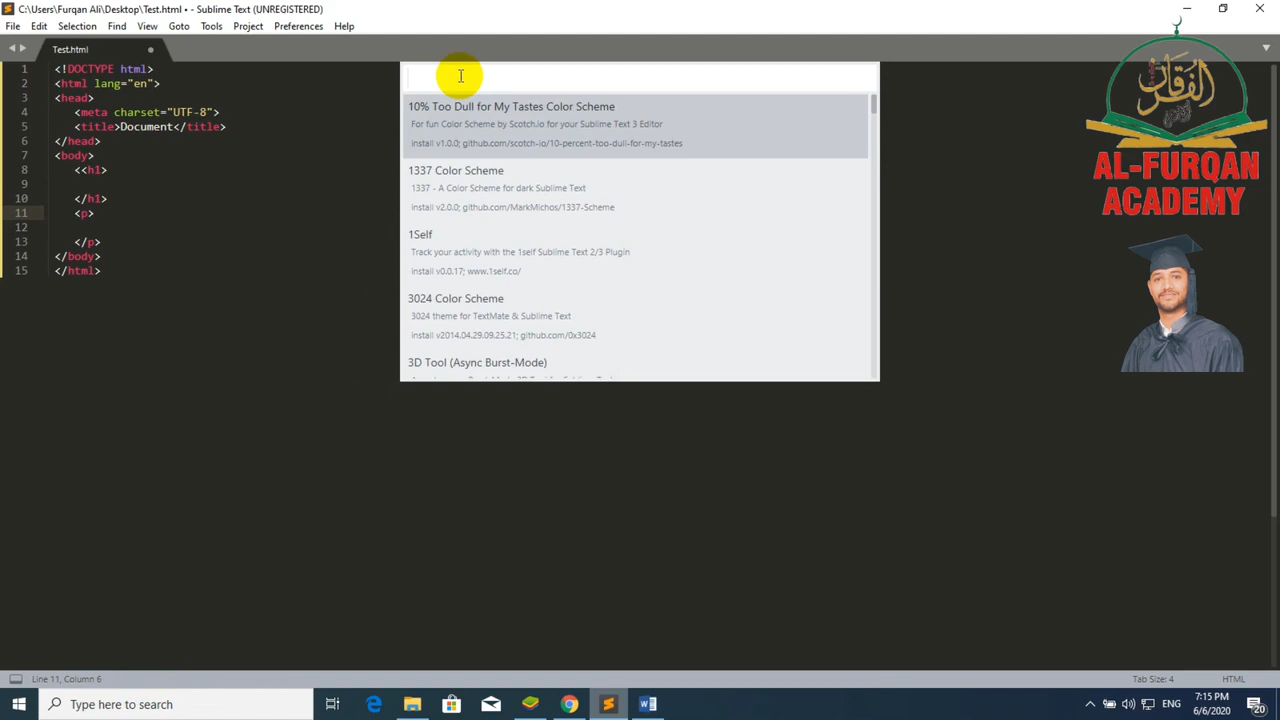 C:\Users\Furqan Ali\Desktop\Test.html • - Sublime Text (UNREGISTERED)
File Edit Selection Find View Goto Tools Project Preferences Help
Test.html
1 <!DOCTYPE html>
2 <html lang="en">
3 <head>
4 <meta charset="UTF-8">
5 <title>Document</title>
6 </head>
7 <body>
8 <<h1>
9
10 </h1>
11 <p>
12
13 </p>
14 </body>
15 </html>
10% Too Dull for My Tastes Color Scheme
For fun Color Scheme by Scotch.io for your Sublime Text 3 Editor
install v1.0.0; github.com/scotch-io/10-percent-too-dull-for-my-tastes
1337 Color Scheme
1337 - A Color Scheme for dark Sublime Text
install v2.0.0; github.com/MarkMichos/1337-Scheme
1Self
Track your activity with the 1self Sublime Text 2/3 Plugin
install v0.0.17; www.1self.co/
3024 Color Scheme
3024 theme for TextMate & Sublime Text
install v2014.04.29.09.25.21; github.com/0x3024
3D Tool (Async Burst-Mode)
الفرقان
AL-FURQAN
ACADEMY
Line 11, Column 6
Tab Size: 4
HTML
Type here to search
ENG
7:15 PM
6/6/2020
20